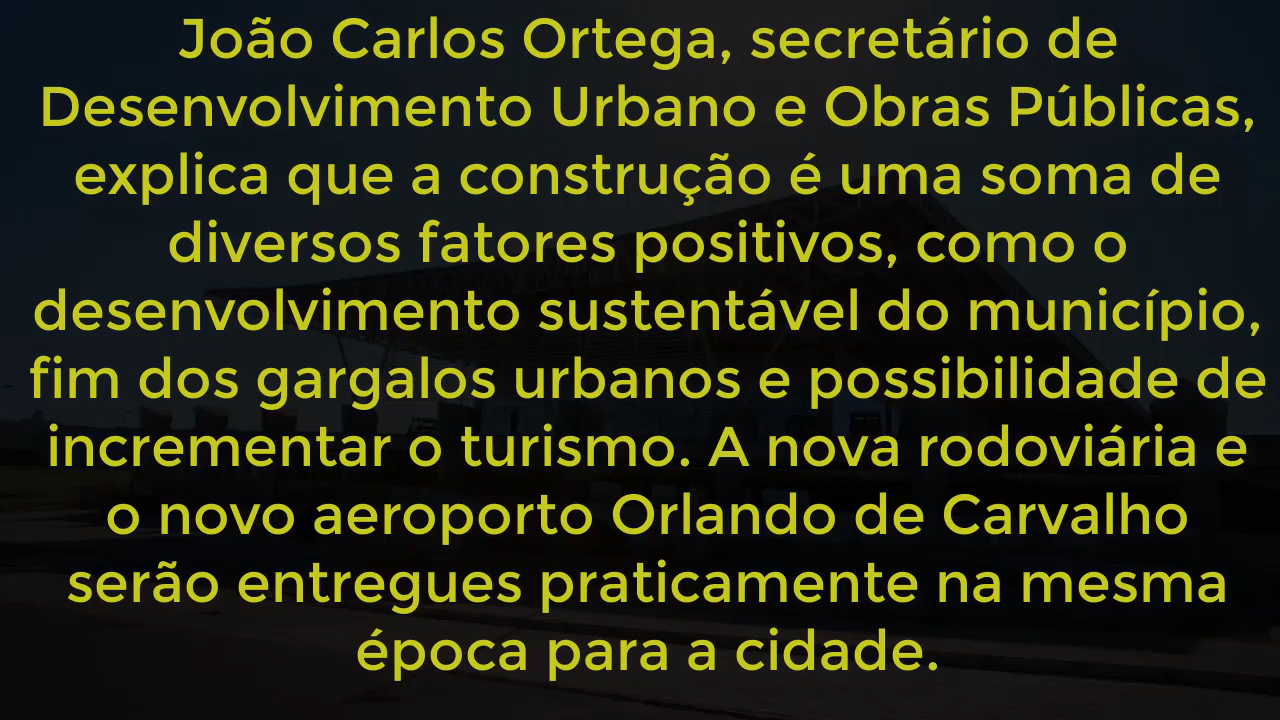 João Carlos Ortega, secretário de
Desenvolvimento Urbano e Obras Públicas,
explica que a construção é uma soma de
diversos fatores positivos, como o
desenvolvimento sustentável do município,
fim dos gargalos urbanos e possibilidade de
incrementar o turismo. A nova rodoviária e
o novo aeroporto Orlando de Carvalho
serão entregues praticamente na mesma
época para a cidade.